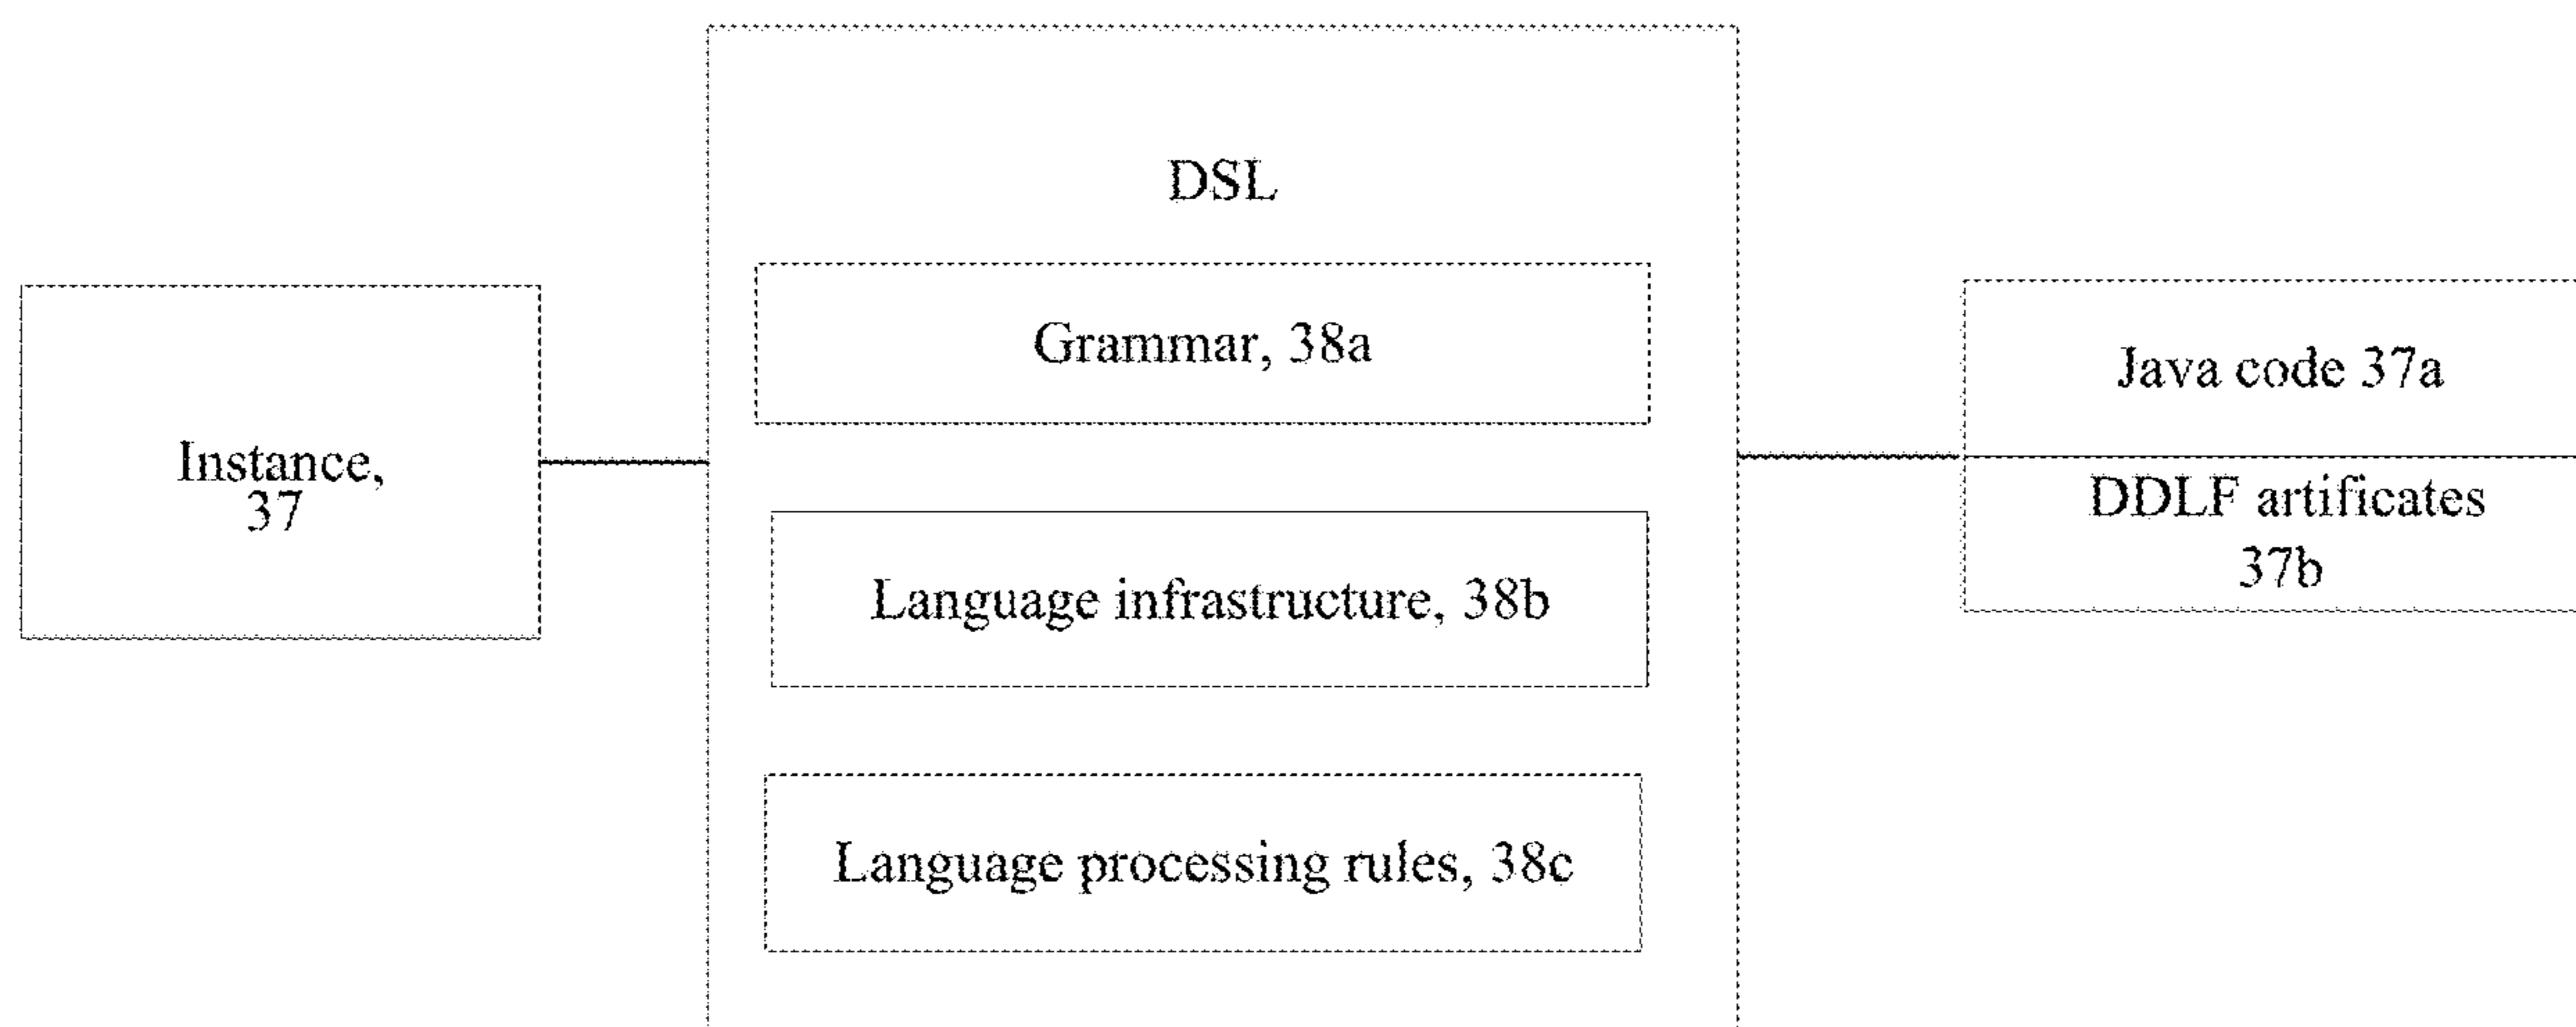 DSL
Grammar, 38a
Instance,
37
Language infrastructure, 38b
Language processing rules, 38c
Java code 37a
DDLF artificates
37b